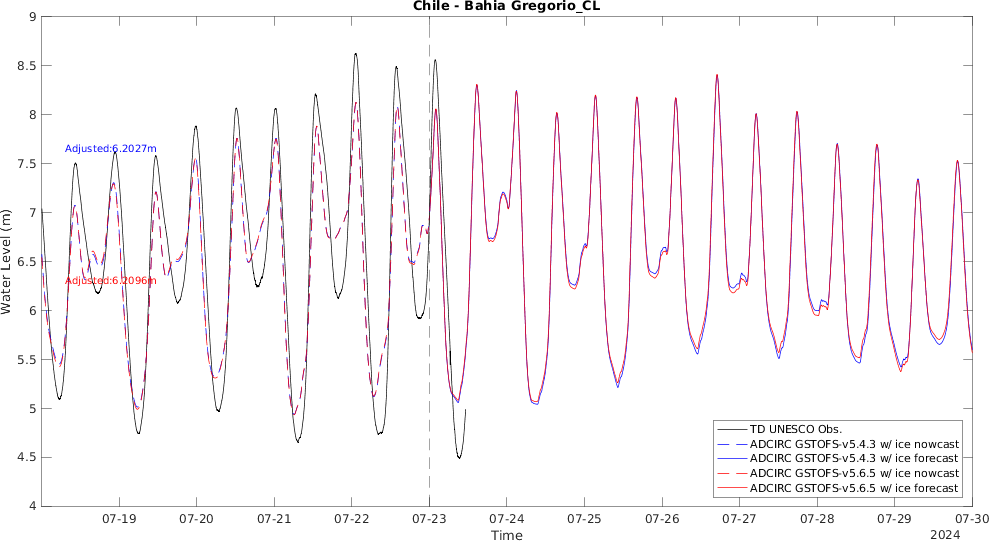 Chile - Bahia Gregorio_CL
Water Level (m)
9
8.5
8
7.5
7
6.5
6
5.5
5
4.5
4
Adjusted:6.2027m
Adjusted:6.2096m
TD UNESCO Obs.
ADCIRC GSTOFS-v5.4.3 w/ ice nowcast
ADCIRC GSTOFS-v5.4.3 w/ ice forecast
ADCIRC GSTOFS-v5.6.5 w/ ice nowcast
ADCIRC GSTOFS-v5.6.5 w/ ice forecast
07-19 07-20 07-21 07-22 07-23 07-24 07-25 07-26 07-27 07-28 07-29 07-30
Time
2024